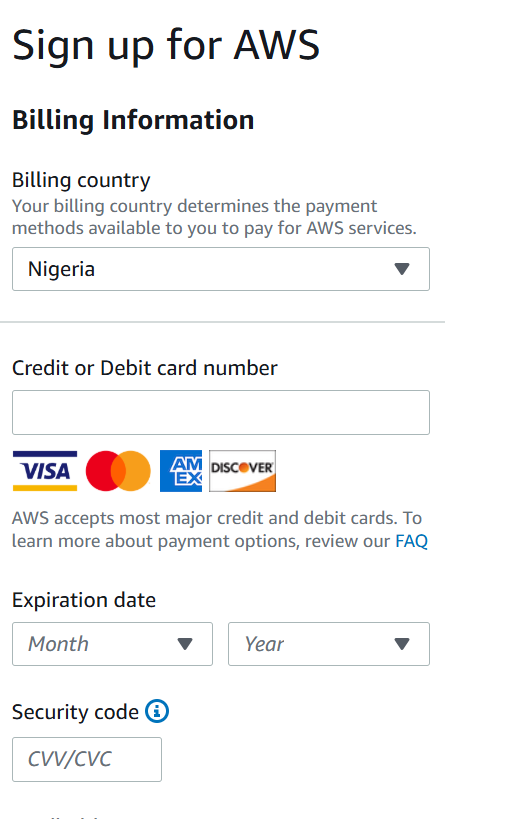 Sign up for AWS
Billing Information
Billing country
Your billing country determines the payment
methods available to you to pay for AWS services.
Nigeria
Credit or Debit card number
VISA
AM
EX
DISCOVER
AWS accepts most major credit and debit cards. To
learn more about payment options, review our FAQ
Expiration date
Month
Year
Security code
CVV/CVC